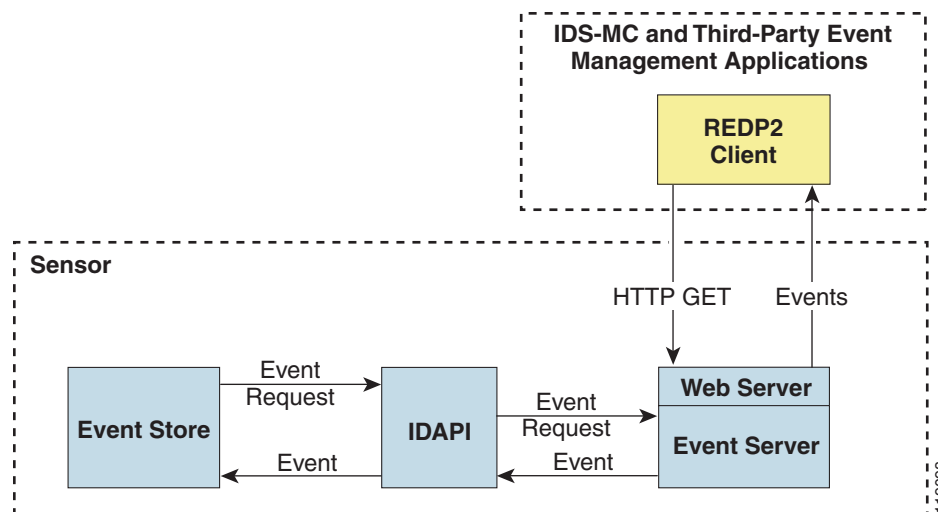 IDS-MC and Third-Party Event
Management Applications
REDP2
Client
Sensor
HTTP GET
Events
Event
Request
Event Store
Event
IDAPI
Event
Request
Event
Web Server
Event Server